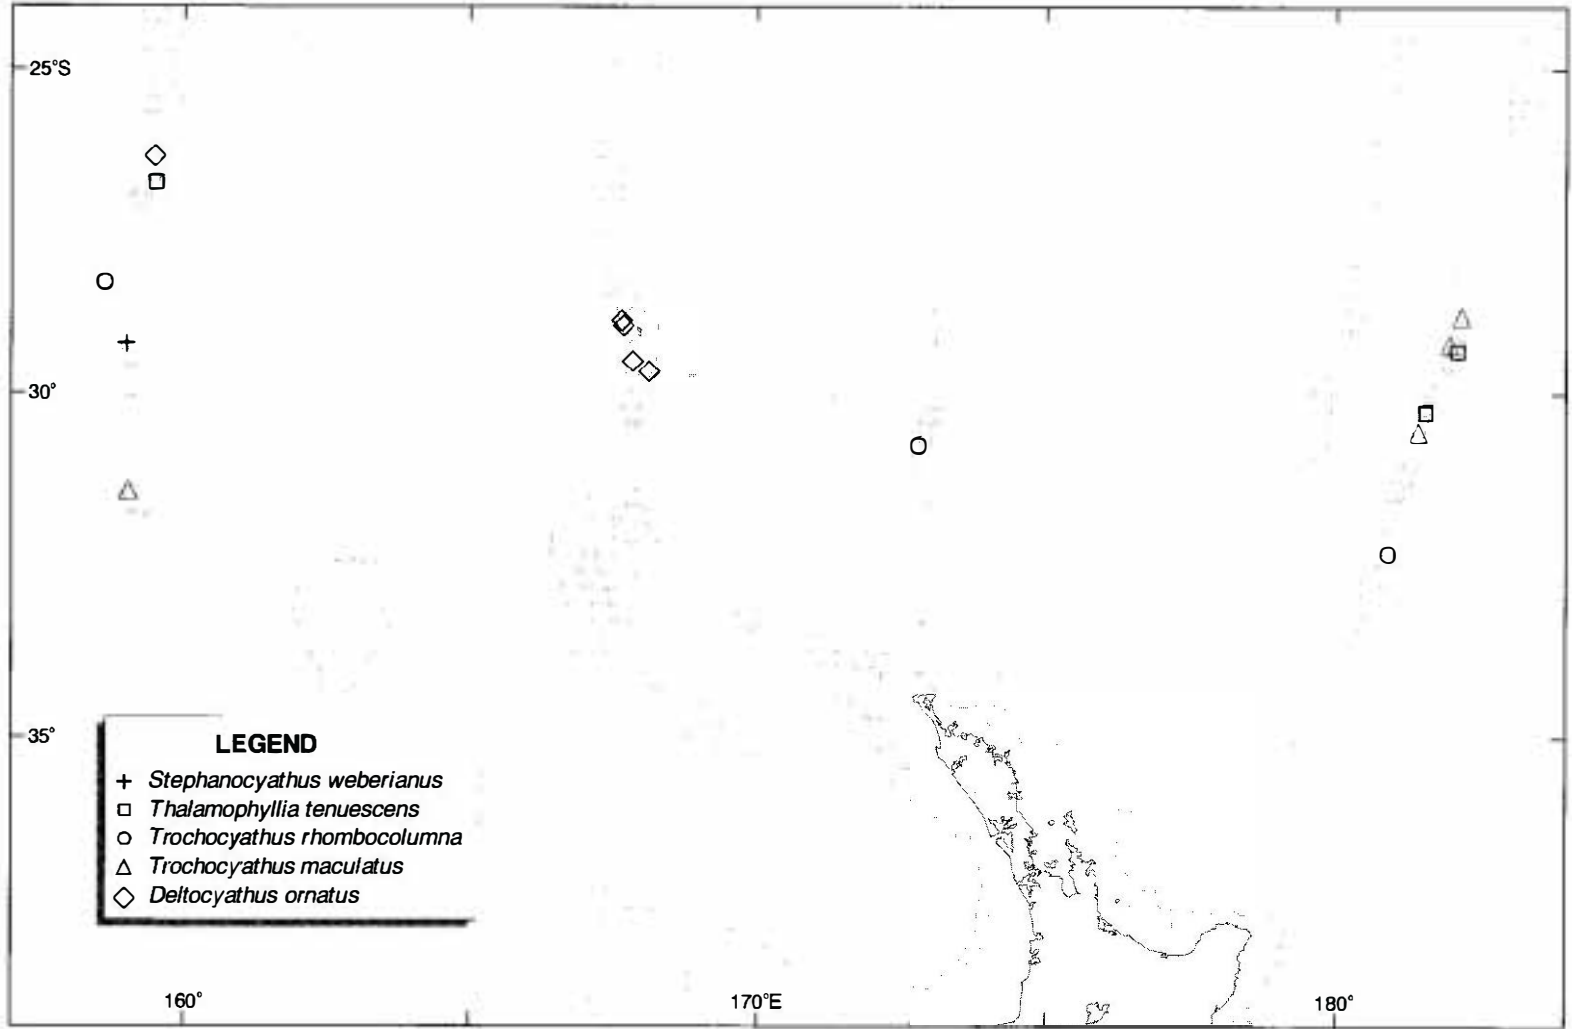 25°S
30°
35°
LEGEND
Stephanocyathus weberianus
Thalamophyllia tenuescens
Trochocyathus rhombocolumna
Trochocyathus maculatus
Deltocyathus ornatus
160° 170°E 180°